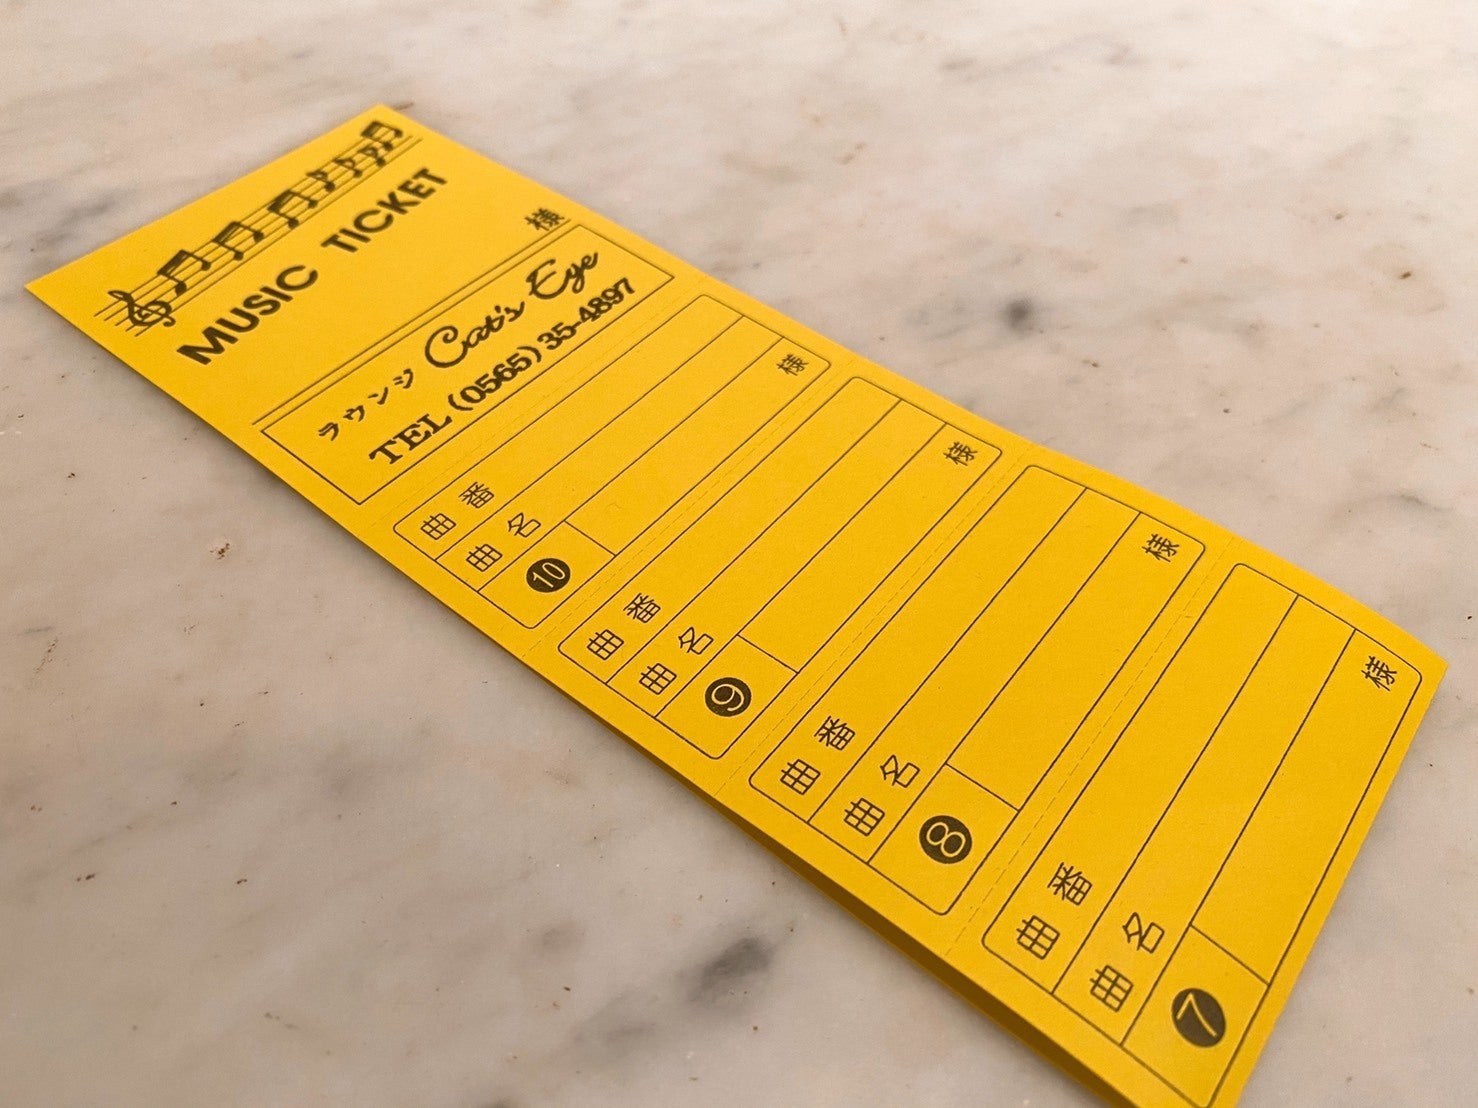 MUSIC TICKET
様
ラウンジ Cat's Eye
TEL (0565) 35-4897
曲番
曲名
10
様
曲番
曲名
9
様
曲番
曲名
8
様
曲番
曲名
7
様